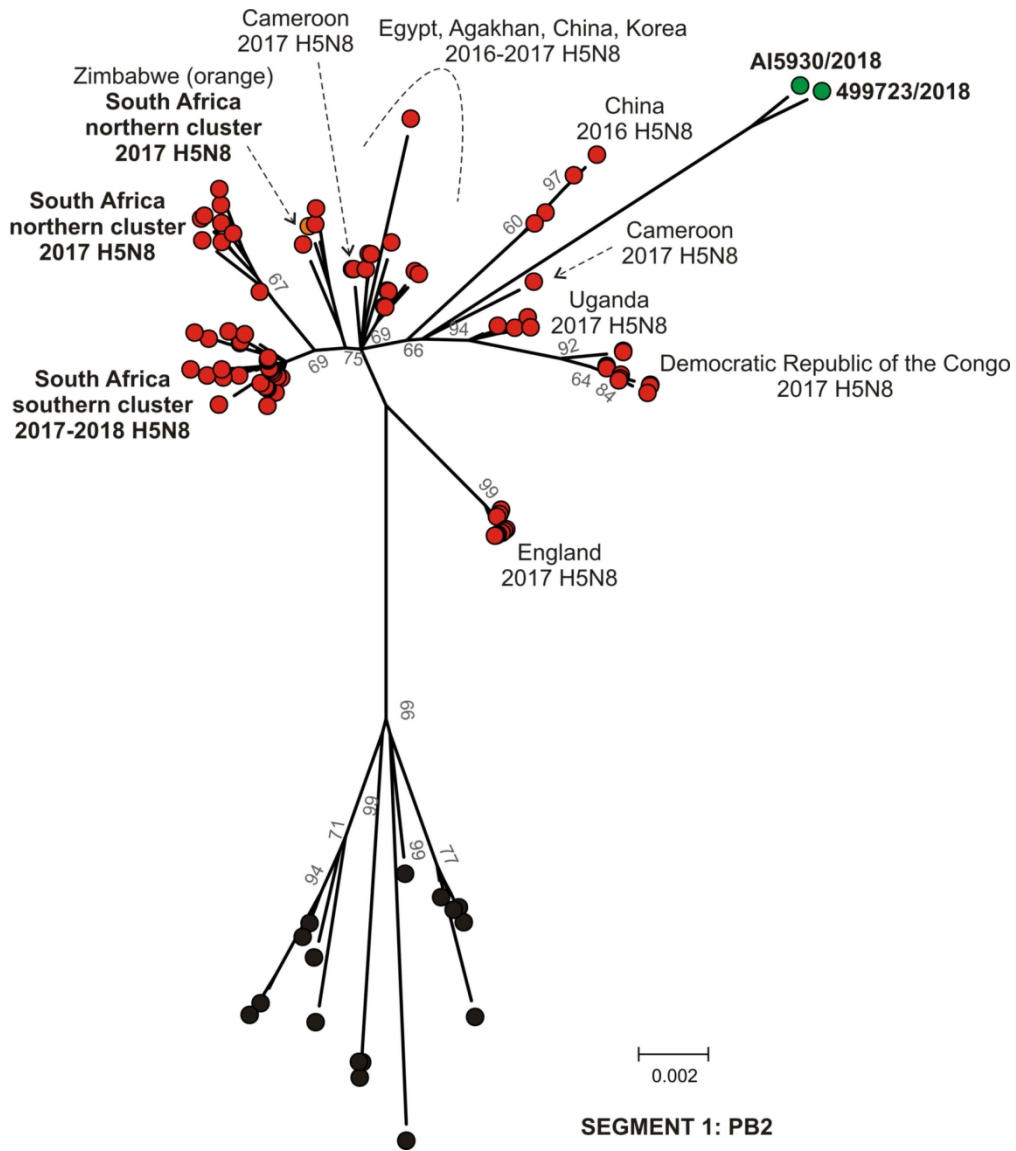 Cameroon
2017 H5N8
Egypt, Agakhan, China, Korea
2016-2017 H5N8
Zimbabwe (orange)
South Africa
northern cluster
2017 H5N8
AI5930/2018
499723/2018
China
2016 H5N8
97
60
South Africa
northern cluster
2017 H5N8
67
Cameroon
2017 H5N8
Uganda
2017 H5N8
94
69
66
75
69
92
64
84
Democratic Republic of the Congo
2017 H5N8
South Africa
southern cluster
2017-2018 H5N8
99
England
2017 H5N8
99
99
71
94
99
77
0.002
SEGMENT 1: PB2